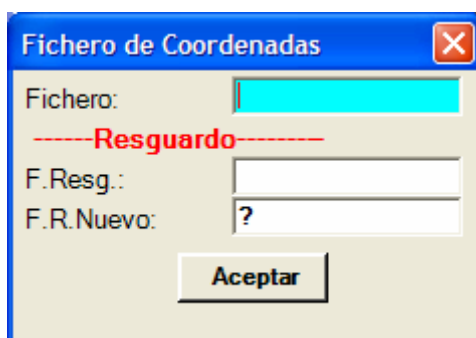 Fichero de Coordenadas
Fichero:
------Resguardo---------
F.Resg.:
F.R.Nuevo: ?
Aceptar